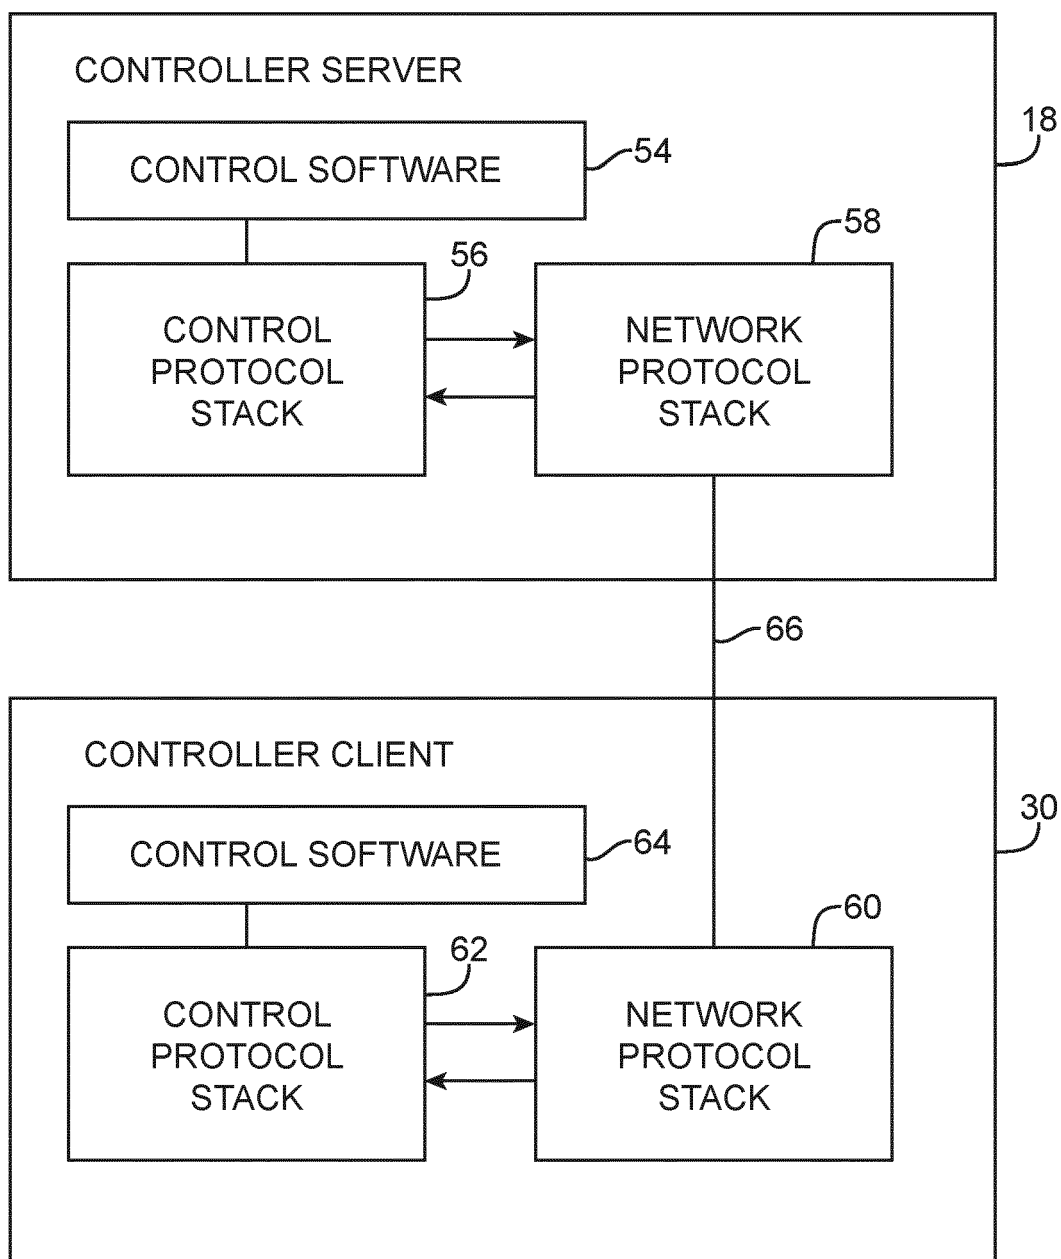 CONTROLLER SERVER
18
CONTROL SOFTWARE
54
56
58
CONTROL
PROTOCOL
STACK
NETWORK
PROTOCOL
STACK
66
CONTROLLER CLIENT
30
CONTROL SOFTWARE
64
62
60
CONTROL
PROTOCOL
STACK
NETWORK
PROTOCOL
STACK